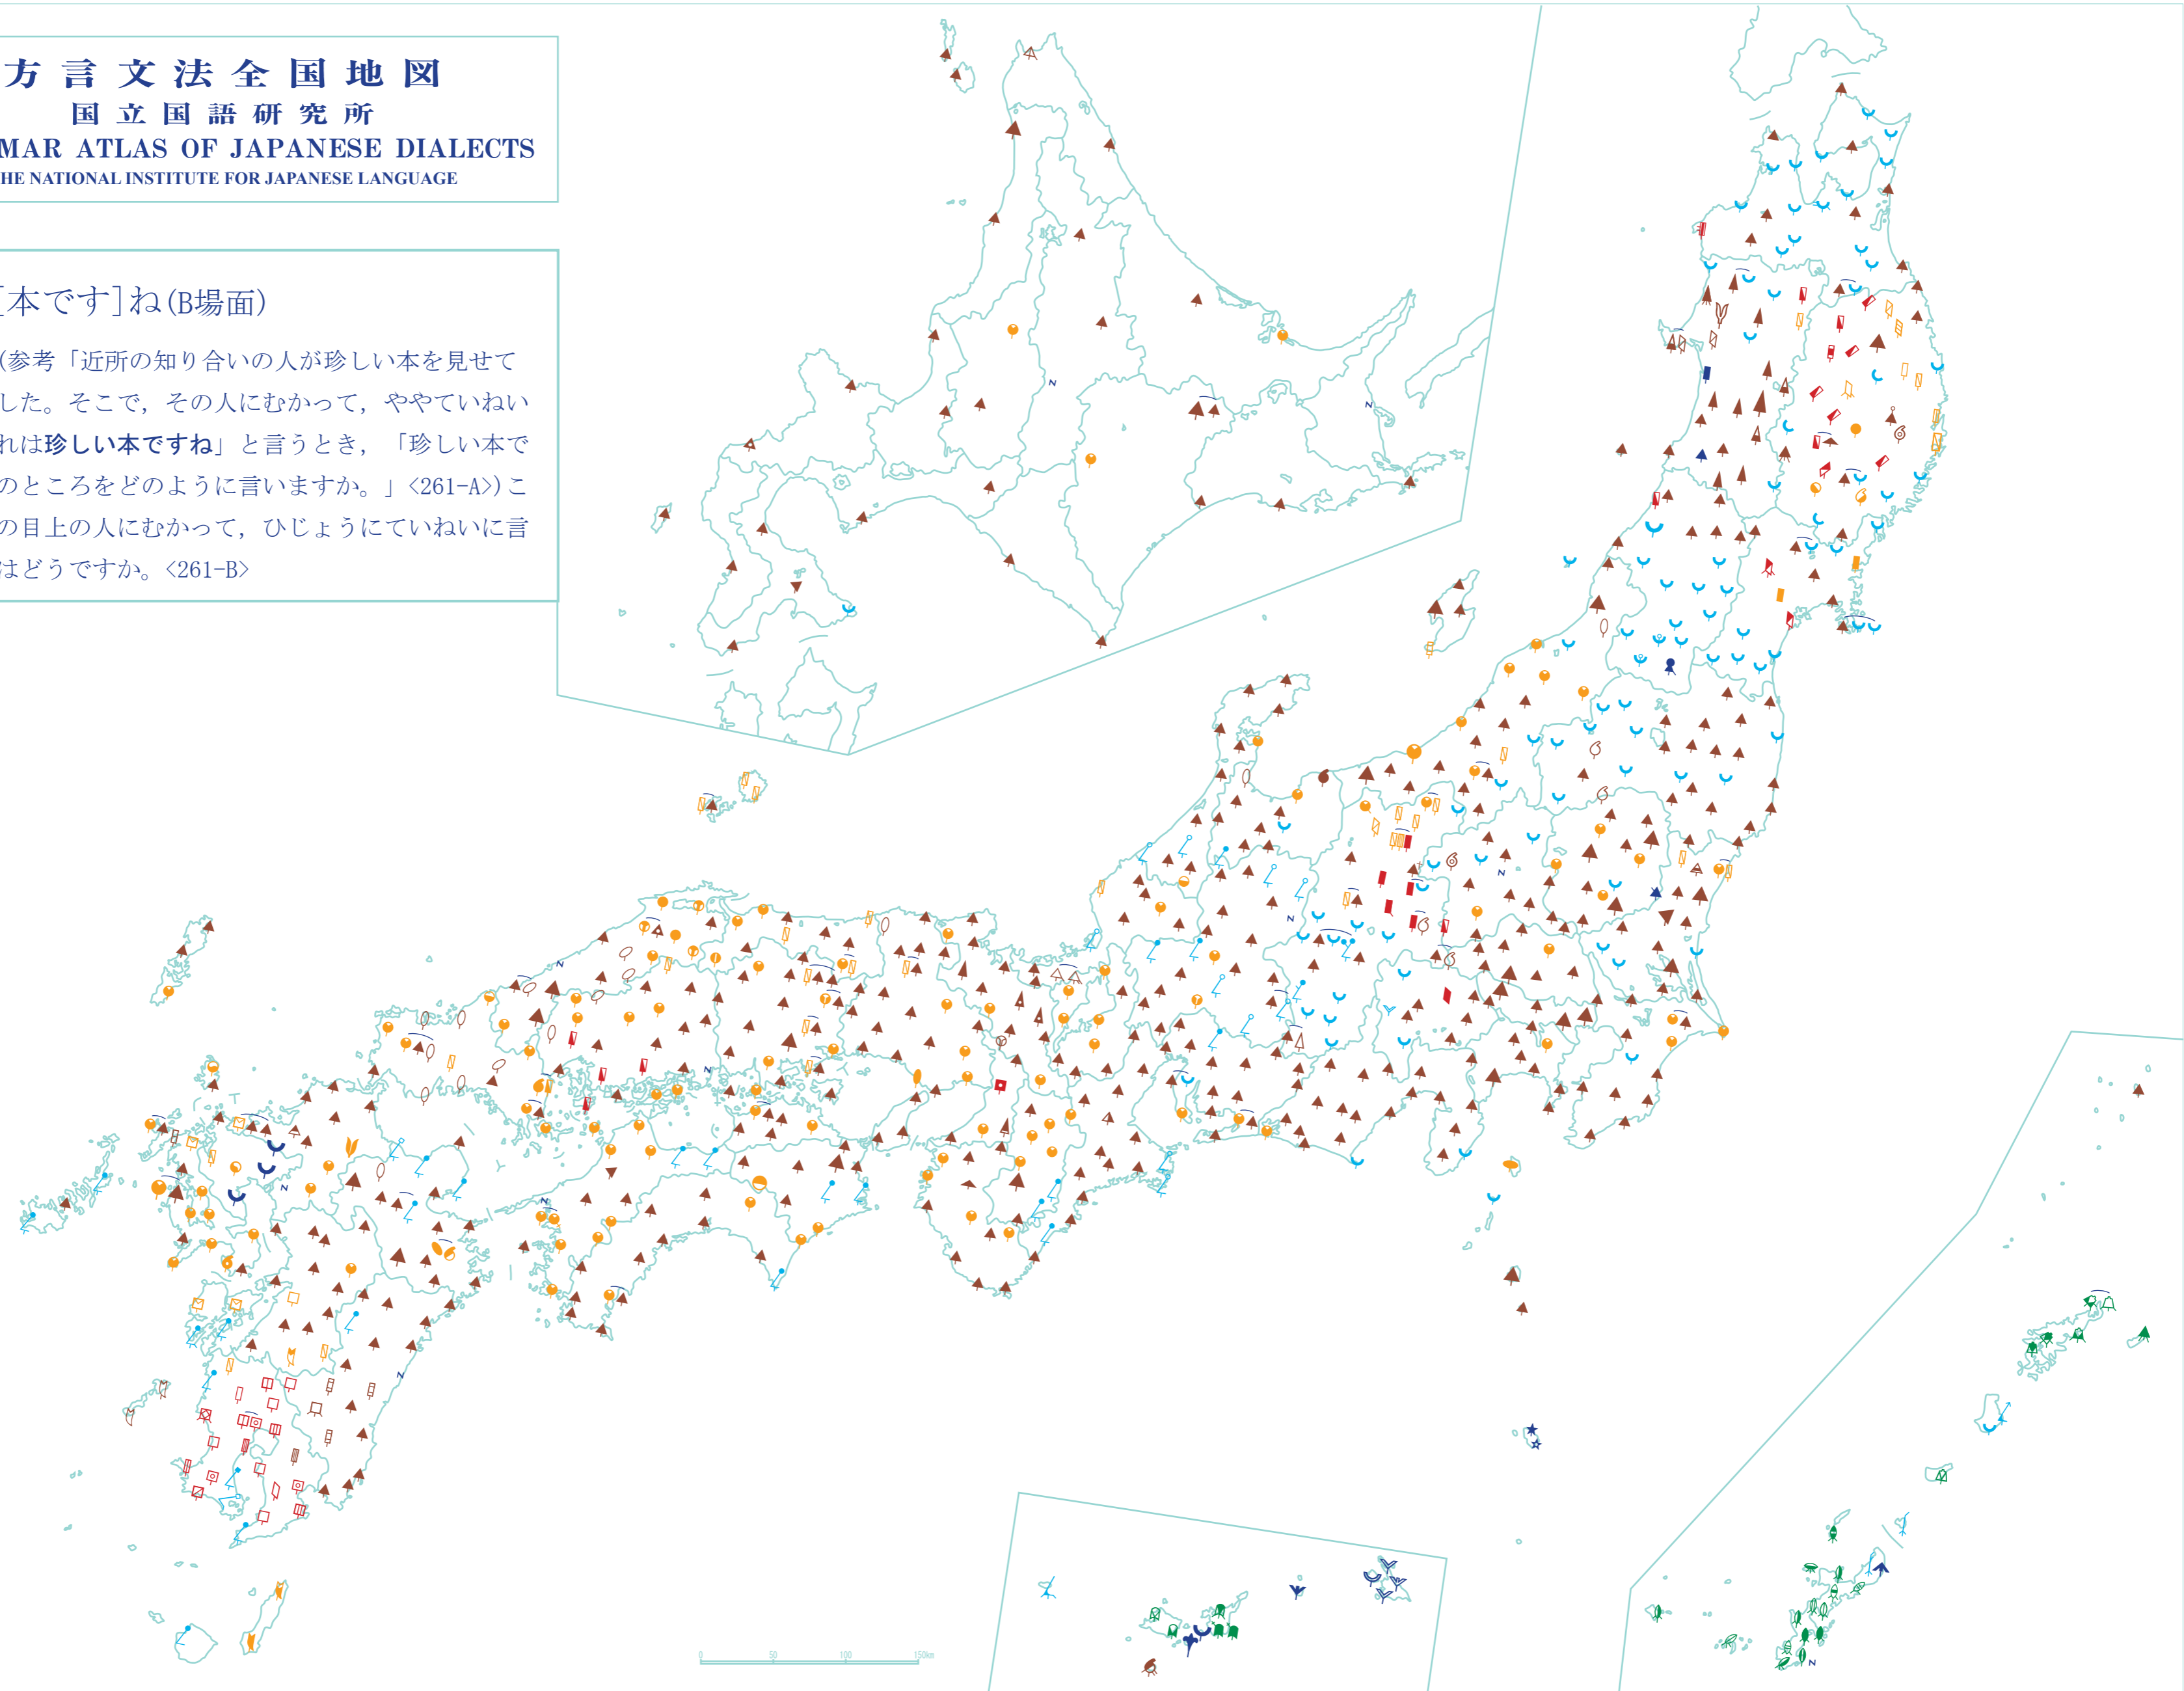 方言文法全国地図
国立国語研究所
MAR ATLAS OF JAPANESE DIALECTS
HE NATIONAL INSTITUTE FOR JAPANESE LANGUAGE
[本です]ね(B場面)
(参考「近所の知り合いの人が珍しい本を見せて
した。そこで，その人にむかって，ややていねい
れは珍しい本ですね」と言うとき，「珍しい本で
のところをどのように言いますか。」<261-A>)こ
の目上の人にむかって，ひじょうにていねいに言
はどうですか。<261-B>
0 50 100 150km